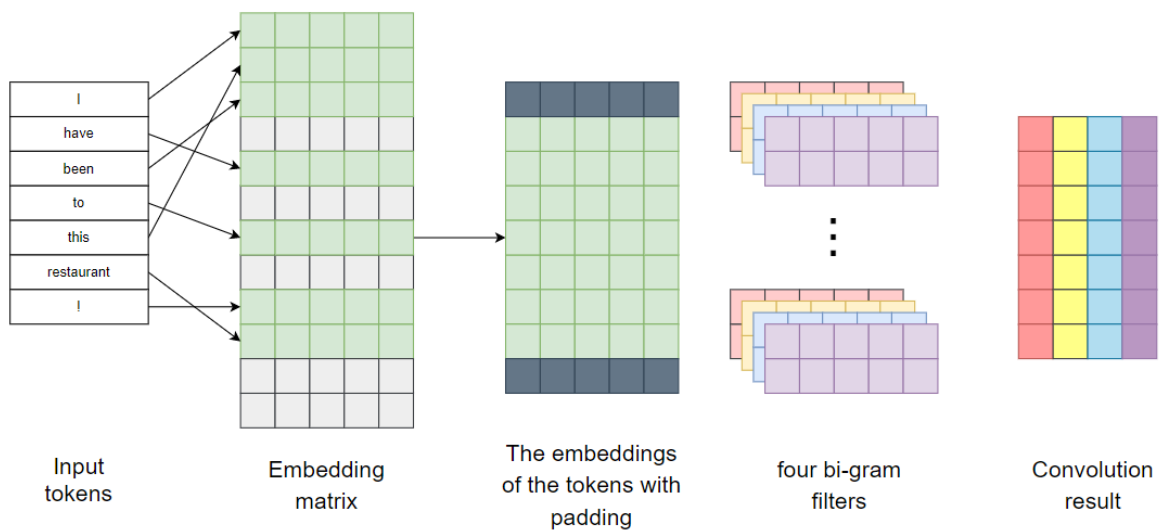 I
have
been
to
this
restaurant
!
Input
tokens
Embedding
matrix
The embeddings
of the tokens with
padding
four bi-gram
filters
Convolution
result